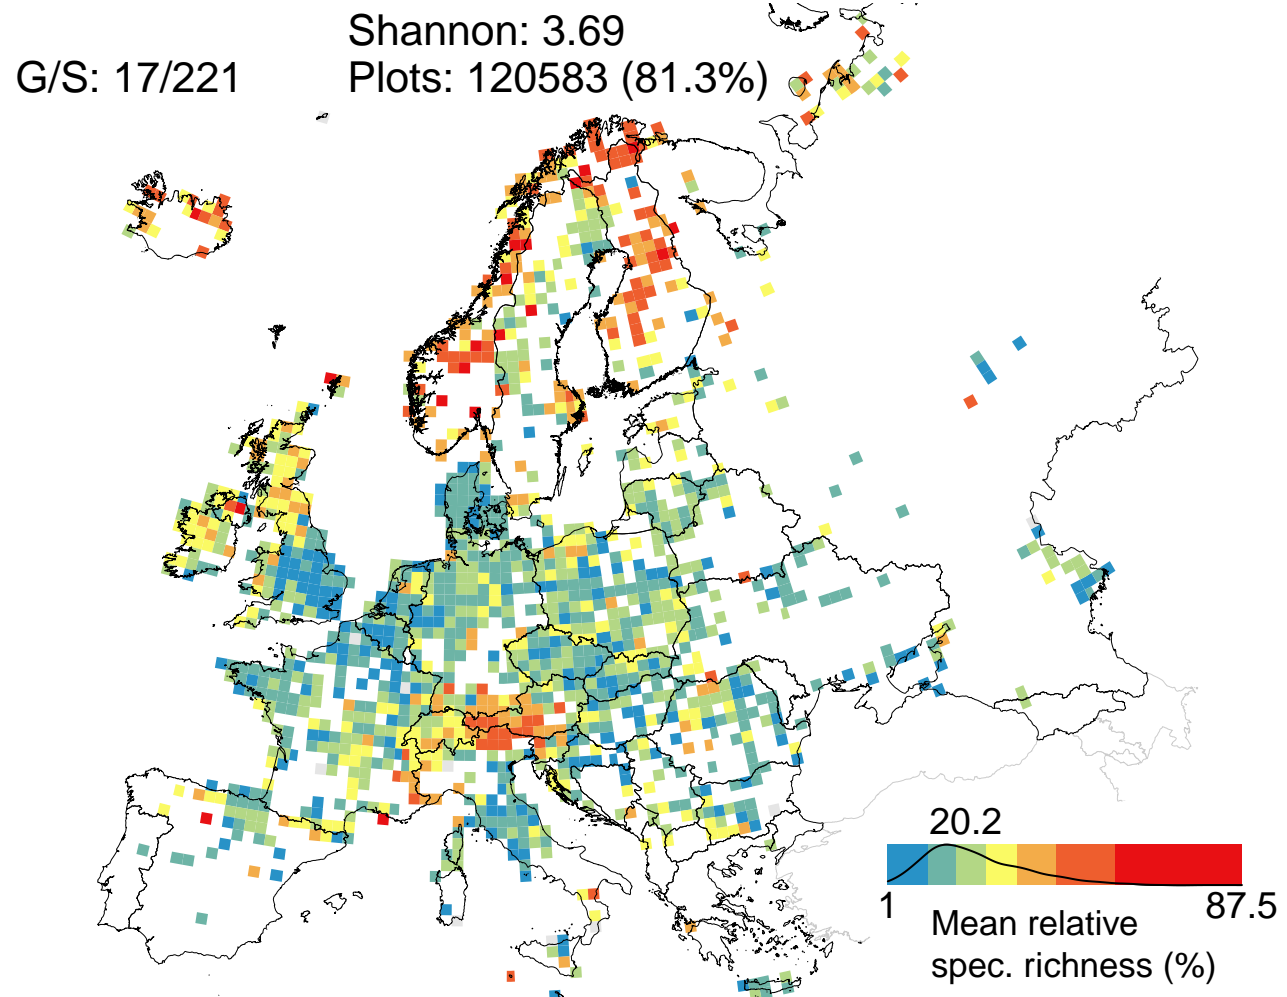 Shannon: 3.69
G/S: 17/221
Plots: 120583 (81.3%)
20.2
1
87.5
Mean relative
spec. richness (%)